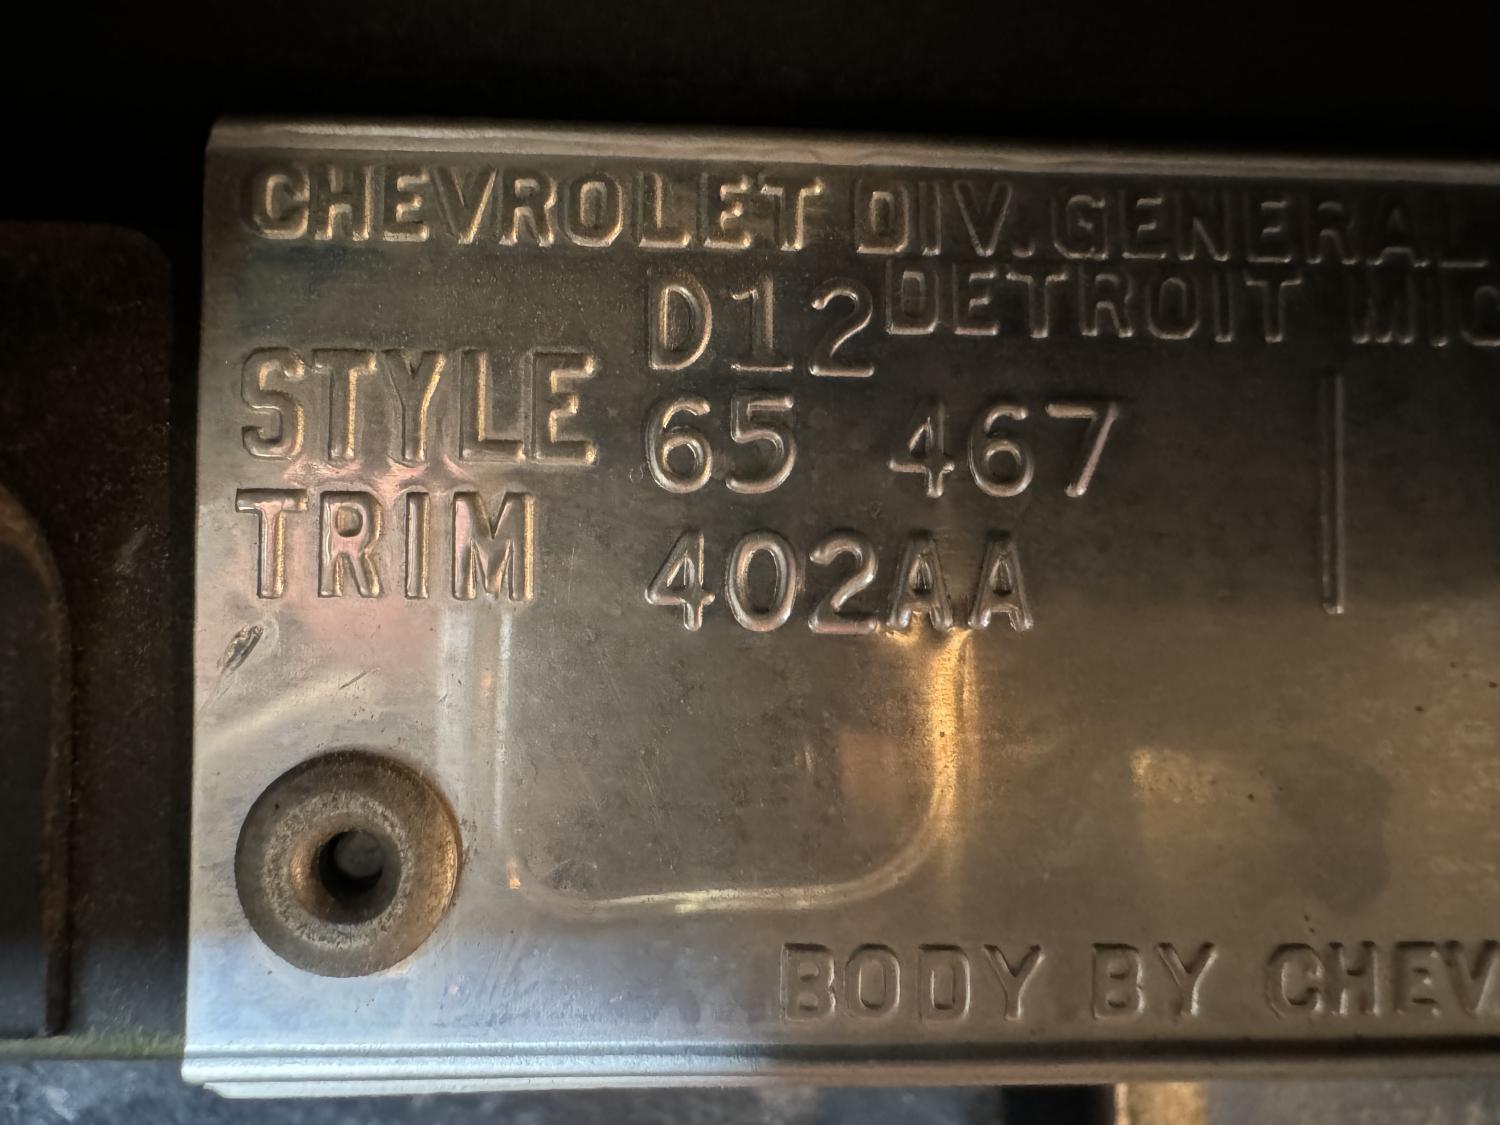 CHEVROLET DIV. GENERAL
D12 DETROIT MIC
STYLE 65 467
TRIM 402AA
BODY BY CHEV